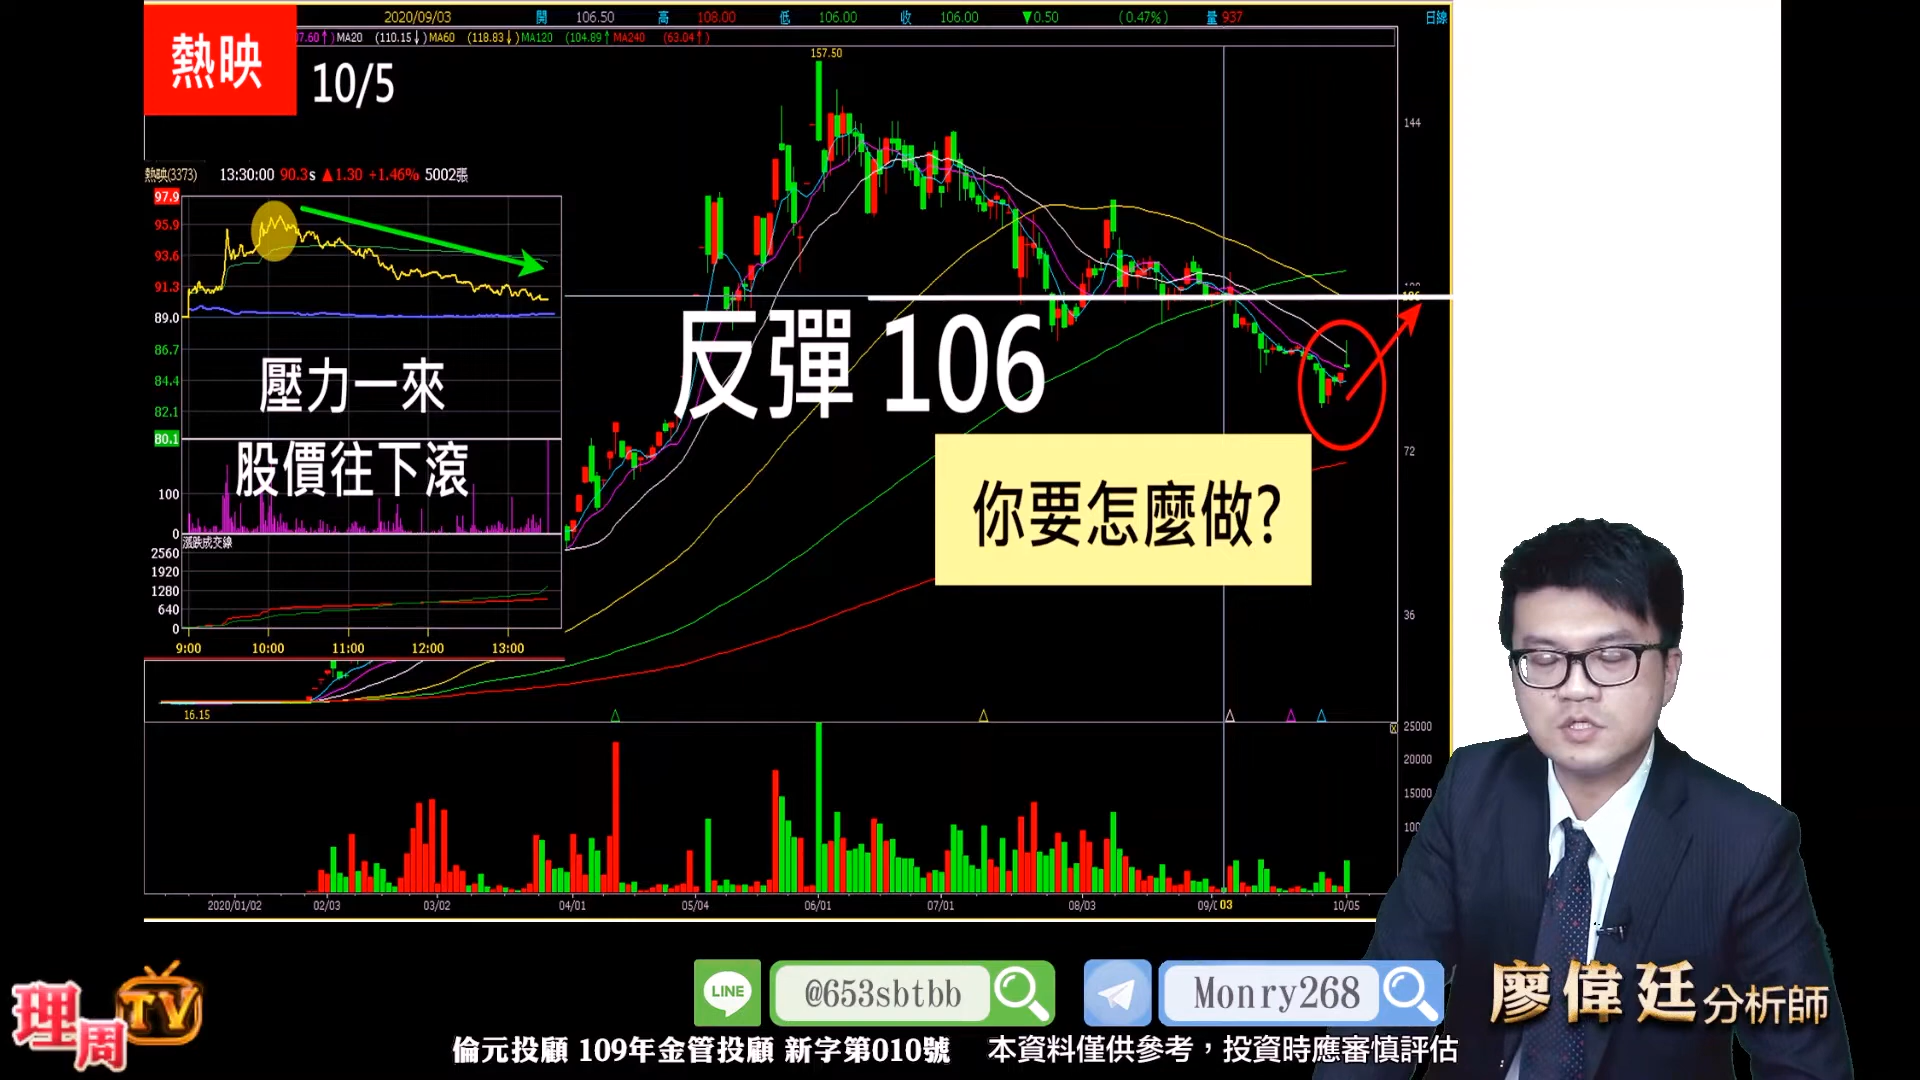 熱映
10/5
2020/09/03 開 106.50 高 108.00 低 106.00 收 106.00 ▼0.50 (0.47%) 量 937 日線
7.60↑) MA20 (110.15↓) MA60 (118.83↓) MA120 (104.89↑) MA240 (63.04↑)
157.50
熱映(3373) 13:30:00 90.3s ▲1.30 +1.46% 5002張
97.9
95.9
93.6
91.3
89.0
86.7
84.4
82.1
80.1
100
0
壓力一來
股價往下滾
漲跌成交線
2560
1920
1280
640
0
9:00 10:00 11:00 12:00 13:00
反彈 106
你要怎麼做?
144
72
36
16.15
25000
20000
15000
2020/01/02 02/03 03/02 04/01 05/04 06/01 07/01 08/03 09/ 03 10/05
理周TV
LINE @653sbtbb Monry268
廖偉廷分析師
倫元投顧 109年金管投顧 新字第010號 本資料僅供參考，投資時應審慎評估